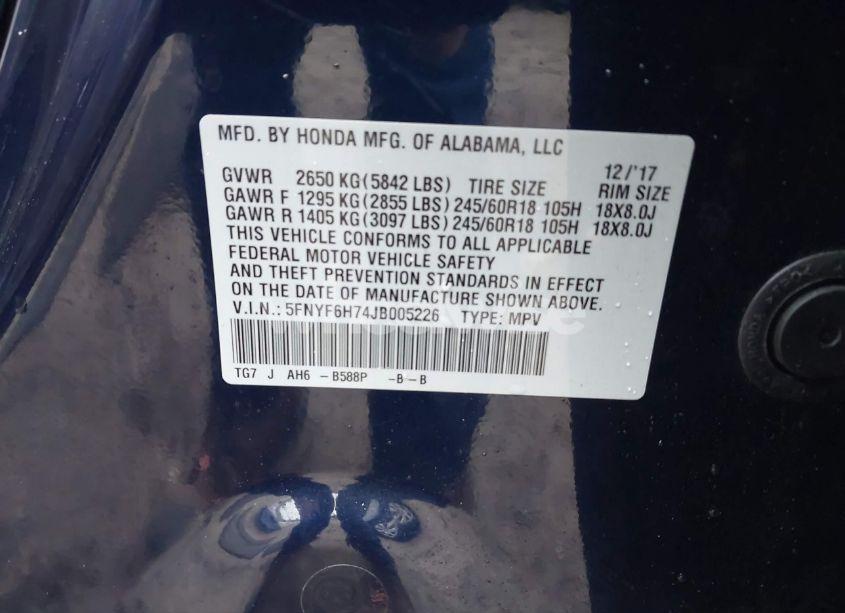 MFD. BY HONDA MFG. OF ALABAMA, LLC
12/'17
GVWR 2650 KG(5842 LBS) TIRE SIZE RIM SIZE
GAWR F 1295 KG(2855 LBS) 245/60R18 105H 18X8.0J
GAWR R 1405 KG(3097 LBS) 245/60R18 105H 18X8.0J
THIS VEHICLE CONFORMS TO ALL APPLICABLE
FEDERAL MOTOR VEHICLE SAFETY
AND THEFT PREVENTION STANDARDS IN EFFECT
ON THE DATE OF MANUFACTURE SHOWN ABOVE.
V.I.N.: 5FNYF6H74JB005226 TYPE: MPV
TG7 J AH6 -B588P -B-B